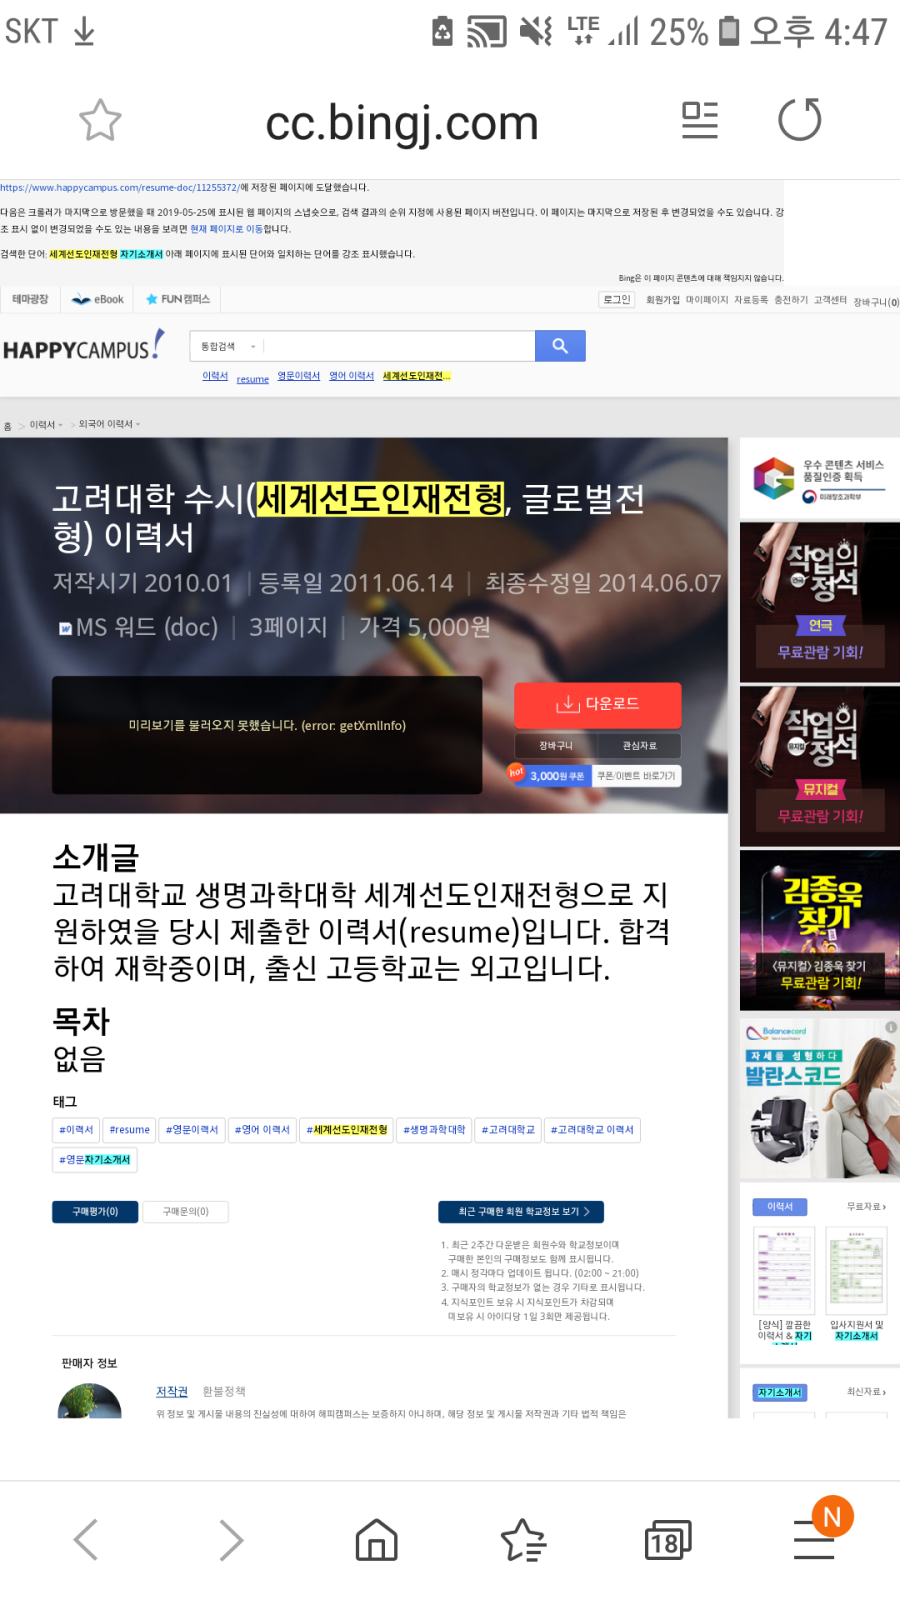 SKT
LTE 25% 오후 4:47
cc.bingj.com
https://www.happycampus.com/resume-doc/11255372/에 저장된 페이지에 도달했습니다.
다음은 크롤러가 마지막으로 방문했을 때 2019-05-25에 표시된 웹 페이지의 스냅숏으로, 검색 결과의 순위 지정에 사용된 페이지 버전입니다. 이 페이지는 마지막으로 저장된 후 변경되었을 수도 있습니다. 강
조 표시 없이 변경되었을 수도 있는 내용을 보려면 현재 페이지로 이동합니다.
검색한 단어: 세계선도인재전형 자기소개서 아래 페이지에 표시된 단어와 일치하는 단어를 강조 표시했습니다.
Bing은 이 페이지 콘텐츠에 대해 책임지지 않습니다.
테마광장 eBook FUN 캠퍼스 로그인 회원가입 마이페이지 자료등록 충전하기 고객센터 장바구니(0)
HAPPYCAMPUS!
통합검색
이력서 resume 영문이력서 영어 이력서 세계선도인재전...
홈 > 이력서 > 외국어 이력서
고려대학 수시(세계선도인재전형, 글로벌전
형) 이력서
저작시기 2010.01 | 등록일 2011.06.14 | 최종수정일 2014.06.07
MS 워드 (doc) | 3페이지 | 가격 5,000원
미리보기를 불러오지 못했습니다. (error: getXmlInfo)
다운로드
장바구니 관심자료
hot 3,000원 쿠폰 쿠폰/이벤트 바로가기
우수 콘텐츠 서비스
품질인증 획득
미래창조과학부
작업의
정석
연극
무료관람 기회!
작업의
정석
뮤지컬
뮤지컬
무료관람 기회!
김종욱
찾기
〈뮤지컬〉 김종욱 찾기
무료관람 기회!
Balancecord
자세를 성형하다
발란스코드
소개글
고려대학교 생명과학대학 세계선도인재전형으로 지
원하였을 당시 제출한 이력서(resume)입니다. 합격
하여 재학중이며, 출신 고등학교는 외고입니다.
목차
없음
태그
#이력서 #resume #영문이력서 #영어 이력서 #세계선도인재전형 #생명과학대학 #고려대학교 #고려대학교 이력서
#영문자기소개서
구매평가(0) 구매문의(0)
최근 구매한 회원 학교정보 보기 >
1. 최근 2주간 다운받은 회원수와 학교정보이며
구매한 본인의 구매정보도 함께 표시됩니다.
2. 매시 정각마다 업데이트 됩니다. (02:00 ~ 21:00)
3. 구매자의 학교정보가 없는 경우 기타로 표시됩니다.
4. 지식포인트 보유 시 지식포인트가 차감되며
미보유 시 아이디당 1일 3회만 제공됩니다.
이력서 무료자료 ›
[양식] 깔끔한
이력서 & 자기
입사지원서 및
자기소개서
자기소개서 최신자료 ›
판매자 정보
저작권 환불정책
위 정보 및 게시물 내용의 진실성에 대하여 해피캠퍼스는 보증하지 아니하며, 해당 정보 및 게시물 저작권과 기타 법적 책임은
18
N